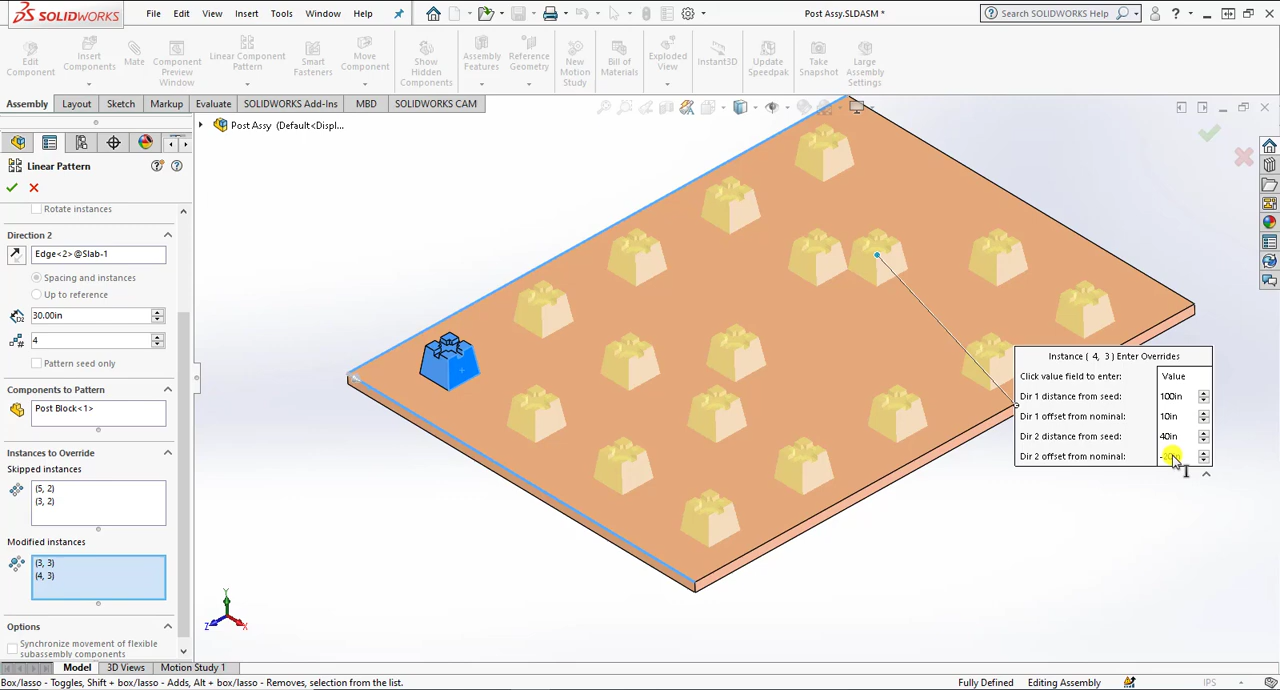 SOLIDWORKS File Edit View Insert Tools Window Help Post Assy.SLDASM * Search SOLIDWORKS Help
Edit Component
Insert Components
Mate
Component Preview Window
Linear Component Pattern
Smart Fasteners
Move Component
Show Hidden Components
Assembly Features
Reference Geometry
New Motion Study
Bill of Materials
Exploded View
Instant3D
Update Speedpak
Take Snapshot
Large Assembly Settings
Assembly Layout Sketch Markup Evaluate SOLIDWORKS Add-Ins MBD SOLIDWORKS CAM
Post Assy (Default<Displ...
Linear Pattern
Rotate instances
Direction 2
Edge<2>@Slab-1
Spacing and instances
Up to reference
D2 30.00in
4
Pattern seed only
Components to Pattern
Post Block<1>
Instances to Override
Skipped instances
(5, 2)
(3, 2)
Modified instances
(3, 3)
(4, 3)
Options
Synchronize movement of flexible
subassembly components
Instance ( 4, 3 ) Enter Overrides
Click value field to enter: Value
Dir 1 distance from seed: 100in
Dir 1 offset from nominal: 10in
Dir 2 distance from seed: 40in
Dir 2 offset from nominal:
Y
Z X
Model 3D Views Motion Study 1
Box/lasso - Toggles, Shift + box/lasso - Adds, Alt + box/lasso - Removes, selection from the list. Fully Defined Editing Assembly IPS